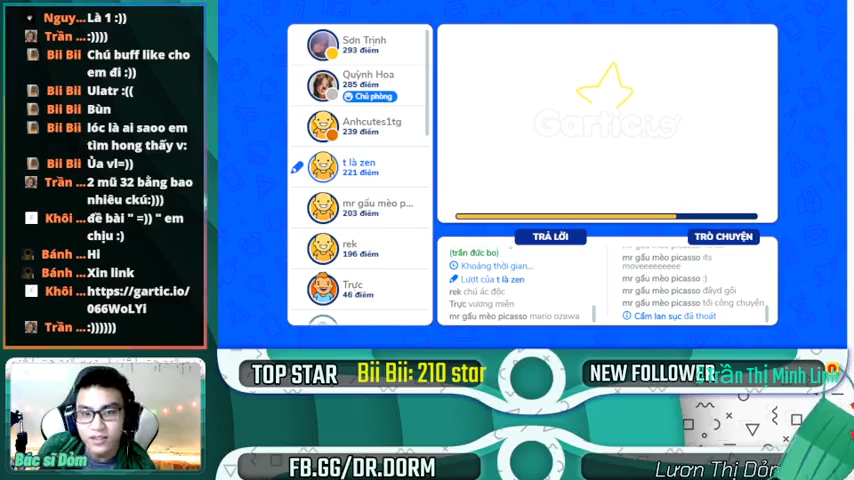 Nguy... Là 1 :))
Trần ... :))))
Bii Bii Chú buff like cho
em đi :))
Bii Bii Ulatr :((
Bii Bii Bùn
Bii Bii lóc là ai saoo em
tìm hong thấy v:
Bii Bii Ủa vl=))
Trần ... 2 mũ 32 bằng bao
nhiêu ckú:)))
Khôi ... đề bài " =)) " em
chịu :)
Bánh... Hi
Bánh... Xin link
Khôi ... https://gartic.io/
066WoLYi
Trần ... :))))))
Bác sĩ Dỏm
Sơn Trịnh
293 điểm
Quỳnh Hoa
285 điểm
Chủ phòng
Anhcutes1tg
239 điểm
t là zen
221 điểm
mr gấu mèo p...
203 điểm
rek
196 điểm
Trực
46 điểm
Gartic.io
TRẢ LỜI
(trần đức bo)
Khoảng thời gian...
Lượt của t là zen
rek chú ác độc
Trực vương miên
mr gấu mèo picasso mario ozawa
TRÒ CHUYỆN
mr gấu mèo picasso its
moveeeeeeeee
mr gấu mèo picasso :)
mr gấu mèo picasso đâyd gồi
mr gấu mèo picasso tối công chuyện
Cẩm lan sục đã thoát
TOP STAR
Bii Bii: 210 star
NEW FOLLOWER
Trần Thị Minh Linh
FB.GG/DR.DORM
Lươn Thị Dỏm